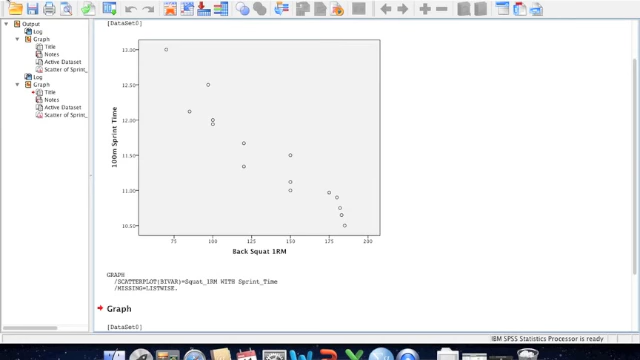 Output
Log
Graph
Title
Notes
Active Dataset
Scatter of Sprint_
Log
Graph
Title
Notes
Active Dataset
Scatter of Sprint_
[DataSet0]
13.00
12.50
12.00
11.50
11.00
10.50
100m Sprint Time
75 100 125 150 175 200
Back Squat 1RM
GRAPH
/SCATTERPLOT(BIVAR)=Squat_1RM WITH Sprint_Time
/MISSING=LISTWISE.
Graph
[DataSet0]
IBM SPSS Statistics Processor is ready